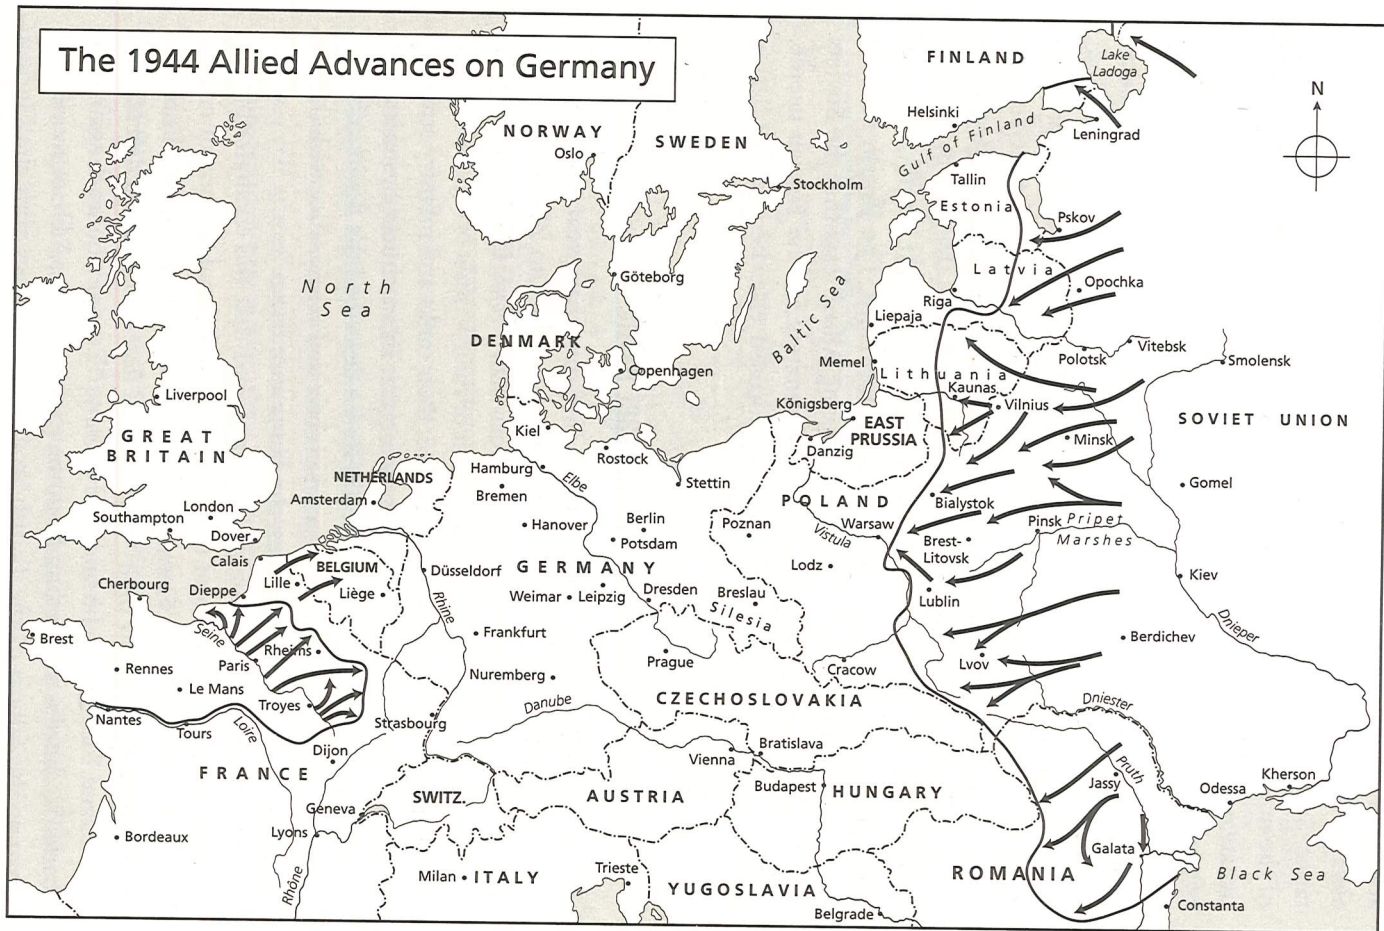 The 1944 Allied Advances on Germany
FINLAND
Lake
Ladoga
N
Helsinki
Gulf of Finland
Leningrad
NORWAY
Oslo
SWEDEN
Stockholm
Tallin
Estonia
Pskov
Göteborg
North
Sea
Latvia
Opochka
Riga
Baltic Sea
Liepaja
DENMARK
Copenhagen
Memel
Lithuania
Kaunas
Polotsk
Vitebsk
Smolensk
Liverpool
GREAT
BRITAIN
Königsberg
EAST
PRUSSIA
Vilnius
SOVIET UNION
Kiel
Danzig
Minsk
Hamburg
Rostock
NETHERLANDS
Elbe
Stettin
Gomel
Amsterdam
Bremen
POLAND
Bialystok
London
Southampton
Dover
Hanover
Berlin
Potsdam
Poznan
Vistula
Warsaw
Brest-
Litovsk
Pinsk
Pripet
Marshes
Calais
BELGIUM
Düsseldorf
GERMANY
Lodz
Kiev
Cherbourg
Dieppe
Lille
Liège
Rhine
Weimar
Leipzig
Dresden
Breslau
Silesia
Lublin
Dnieper
Brest
Seine
Rheims
Frankfurt
Berdichev
Rennes
Paris
Prague
Cracow
Lvov
Le Mans
Troyes
Nuremberg
CZECHOSLOVAKIA
Dniester
Nantes
Tours
Loire
Strasbourg
Danube
Dijon
Vienna
Bratislava
Pruth
FRANCE
Jassy
Kherson
Geneva
SWITZ.
AUSTRIA
Budapest
HUNGARY
Odessa
Bordeaux
Lyons
Galata
Rhône
Milan
ITALY
Trieste
YUGOSLAVIA
ROMANIA
Black Sea
Belgrade
Constanta